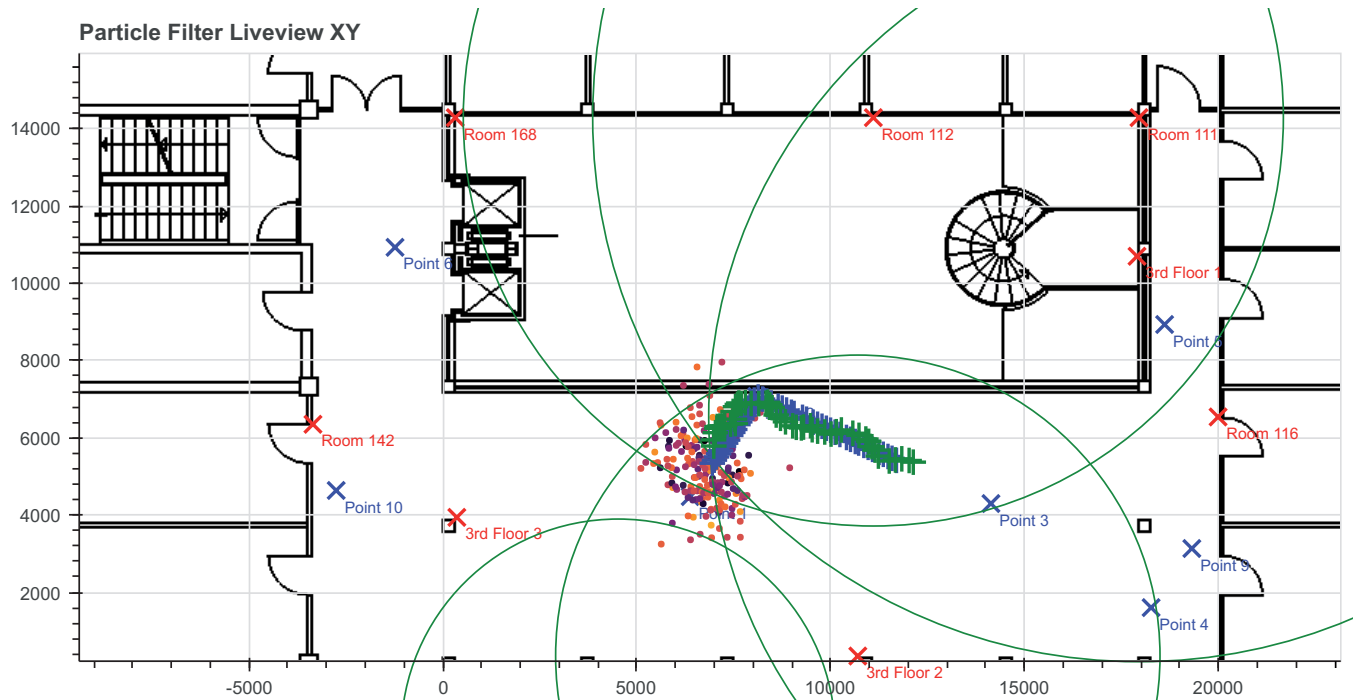 Particle Filter Liveview XY
14000
Room 168
Room 112
Room 111
12000
Point 6
3rd Floor 1
10000
8000
Point 5
6000
Room 142
Room 116
Point 10
4000
Point 1
Point 3
3rd Floor 3
Point 9
2000
Point 4
3rd Floor 2
-5000
0
5000
10000
15000
20000